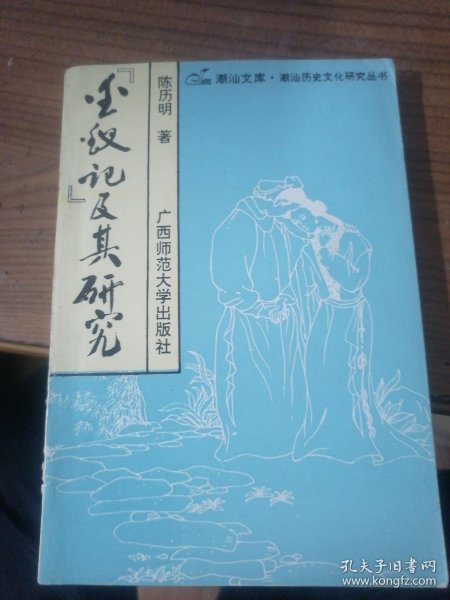 潮汕文库·潮汕历史文化研究丛书
『金钗记』及其研究
陈历明 著
广西师范大学出版社
孔夫子旧书网
www.kongfz.com